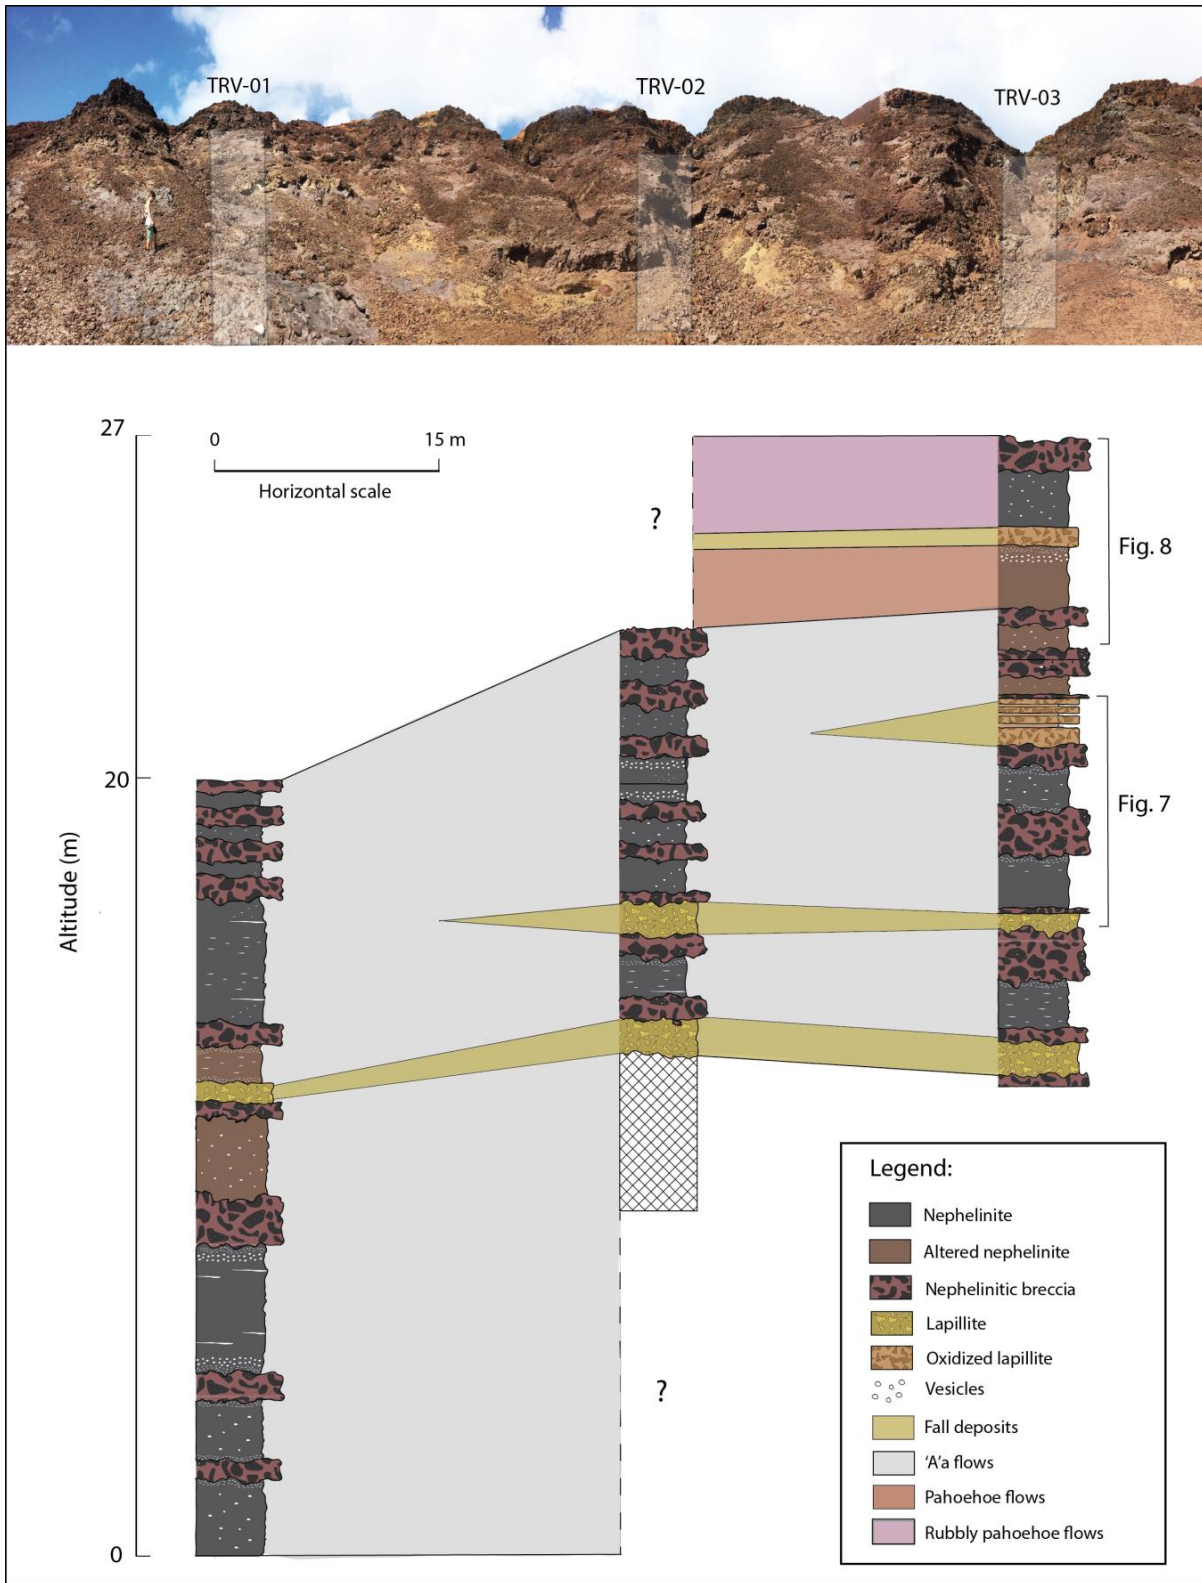 TRV-01
TRV-02
TRV-03
27
0
15 m
Horizontal scale
?
Fig. 8
20
Fig. 7
Altitude (m)
?
0
Legend:
Nephelinite
Altered nephelinite
Nephelinitic breccia
Lapillite
Oxidized lapillite
Vesicles
Fall deposits
‘A’a flows
Pahoehoe flows
Rubbly pahoehoe flows